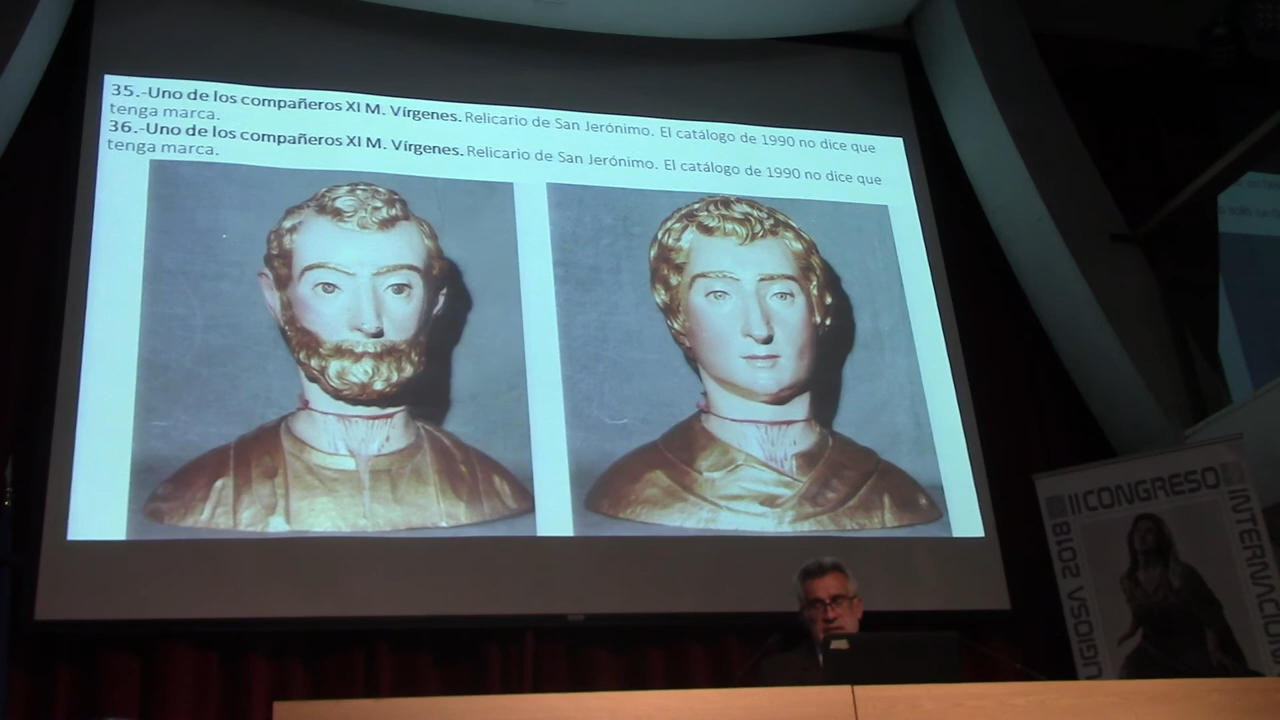 35.-Uno de los compañeros XI M. Vírgenes. Relicario de San Jerónimo. El catálogo de 1990 no dice que
tenga marca.
36.-Uno de los compañeros XI M. Vírgenes. Relicario de San Jerónimo. El catálogo de 1990 no dice que
tenga marca.
II CONGRESO
INTERNACION
UGIOSA 2018